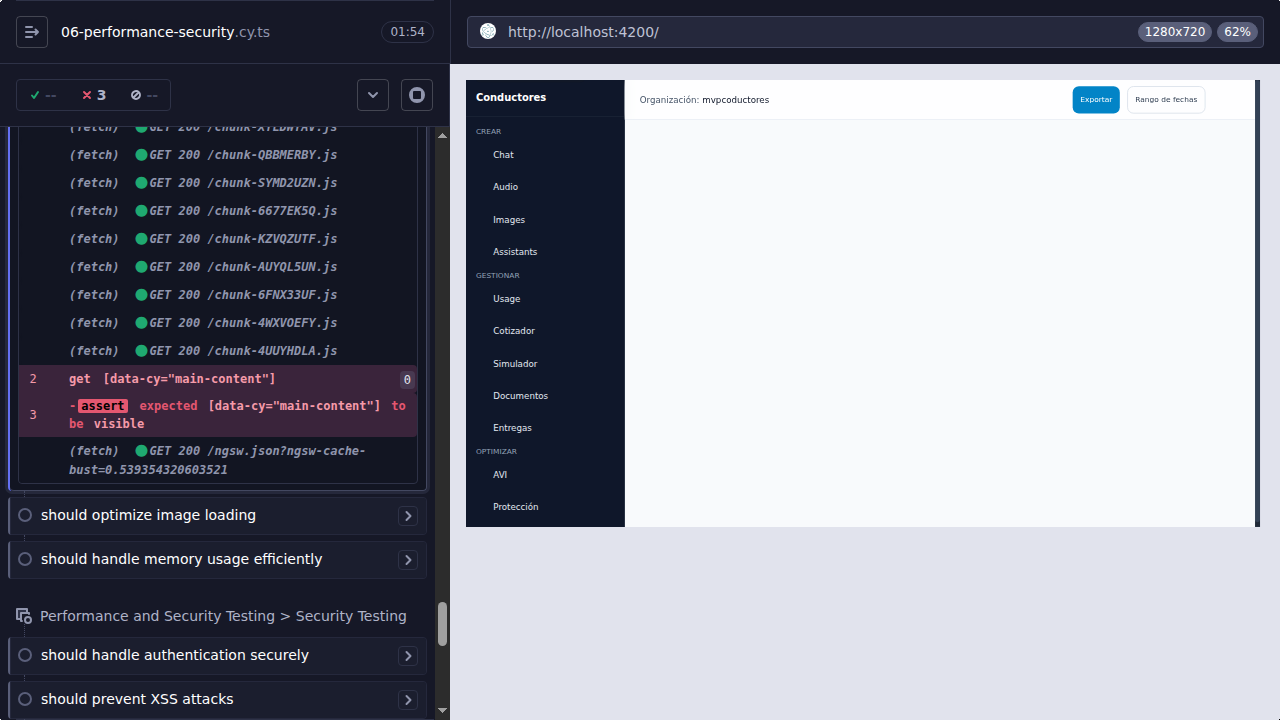 06-performance-security.cy.ts
01:54
http://localhost:4200/
1280x720
62%
--
3
--
(fetch) GET 200 /chunk-XTLDWTAV.js
(fetch) GET 200 /chunk-QBBMERBY.js
(fetch) GET 200 /chunk-SYMD2UZN.js
(fetch) GET 200 /chunk-6677EK5Q.js
(fetch) GET 200 /chunk-KZVQZUTF.js
(fetch) GET 200 /chunk-AUYQL5UN.js
(fetch) GET 200 /chunk-6FNX33UF.js
(fetch) GET 200 /chunk-4WXVOEFY.js
(fetch) GET 200 /chunk-4UUYHDLA.js
2 get [data-cy="main-content"] 0
3 -assert expected [data-cy="main-content"] to
be visible
(fetch) GET 200 /ngsw.json?ngsw-cache-
bust=0.539354320603521
should optimize image loading
should handle memory usage efficiently
Performance and Security Testing > Security Testing
should handle authentication securely
should prevent XSS attacks
Conductores
CREAR
Chat
Audio
Images
Assistants
GESTIONAR
Usage
Cotizador
Simulador
Documentos
Entregas
OPTIMIZAR
AVI
Protección
Organización: mvpcoductores
Exportar
Rango de fechas